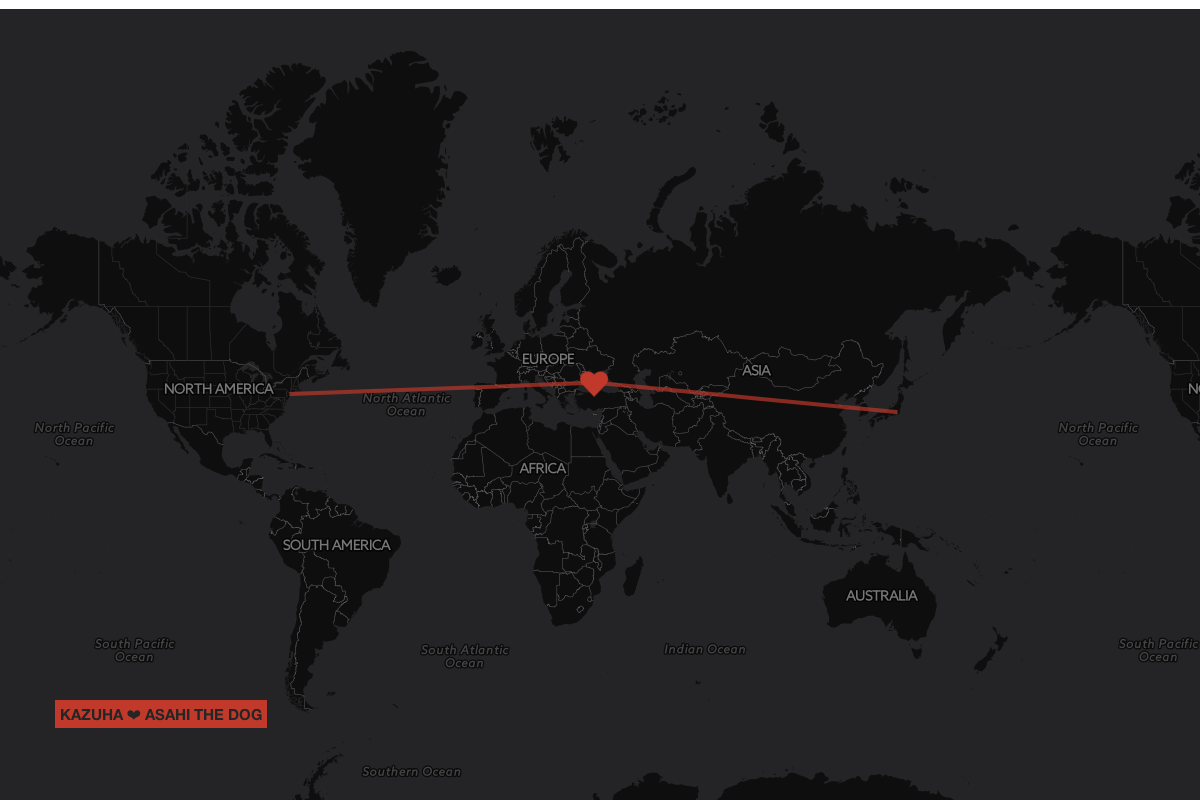 EUROPE
ASIA
NORTH AMERICA
North Atlantic
Ocean
North Pacific
Ocean
North Pacific
Ocean
AFRICA
SOUTH AMERICA
AUSTRALIA
South Pacific
Ocean
South Atlantic
Ocean
Indian Ocean
South Pacific
Ocean
KAZUHA ❤ ASAHI THE DOG
Southern Ocean